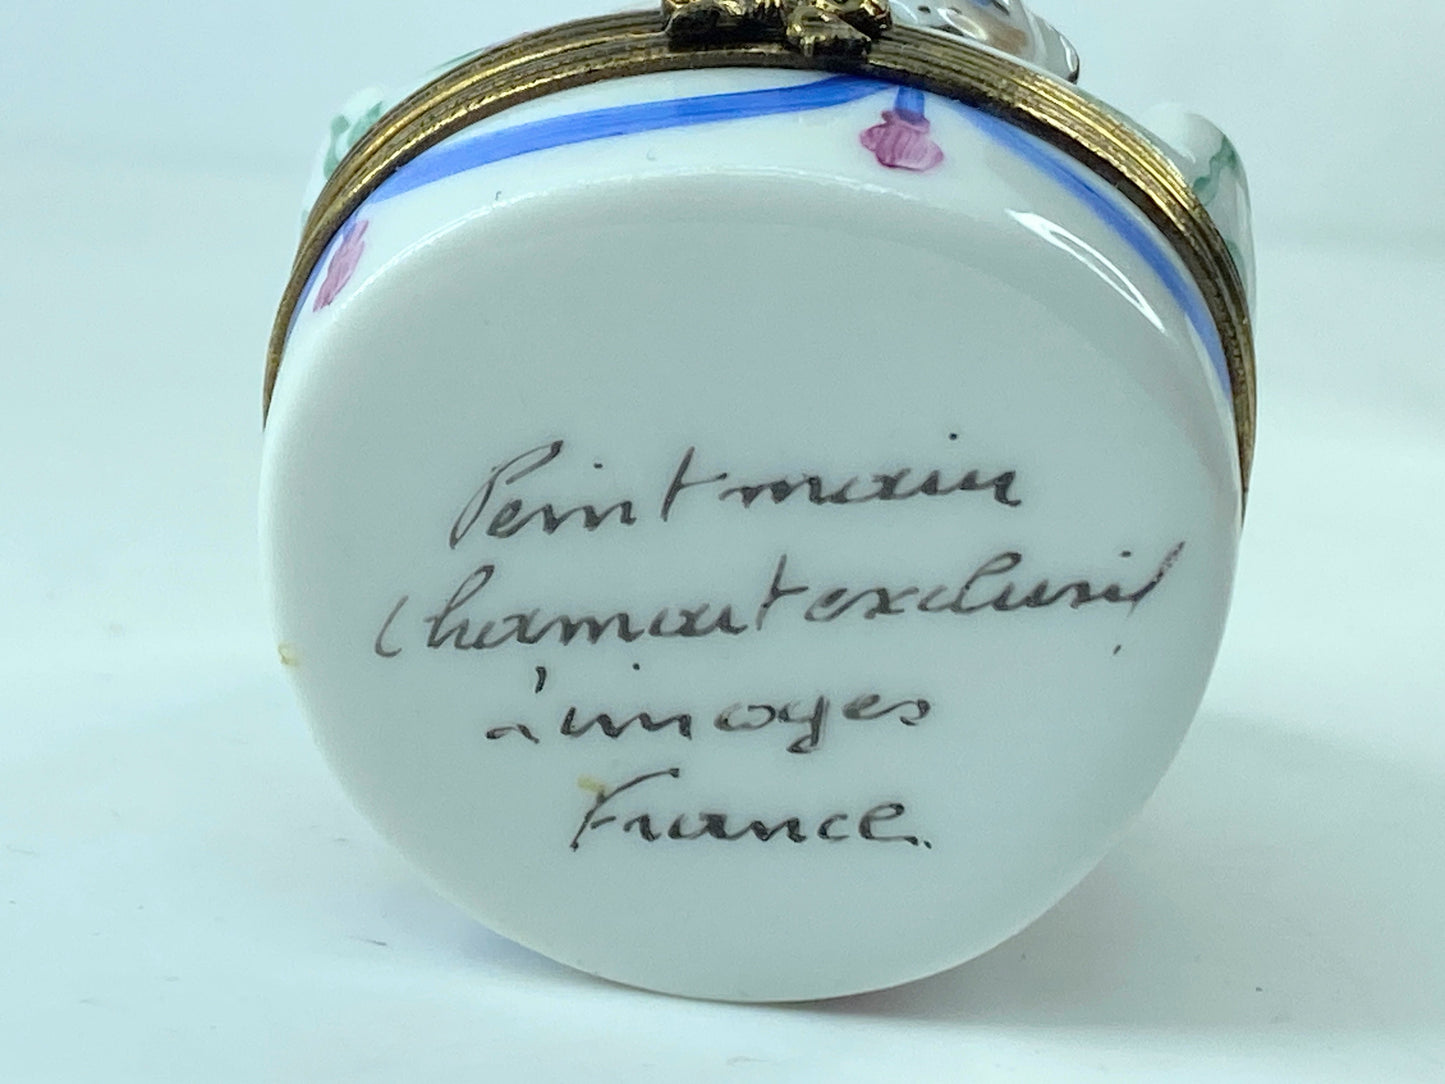 Peint main
Chamart exclusif
Limoges
France.